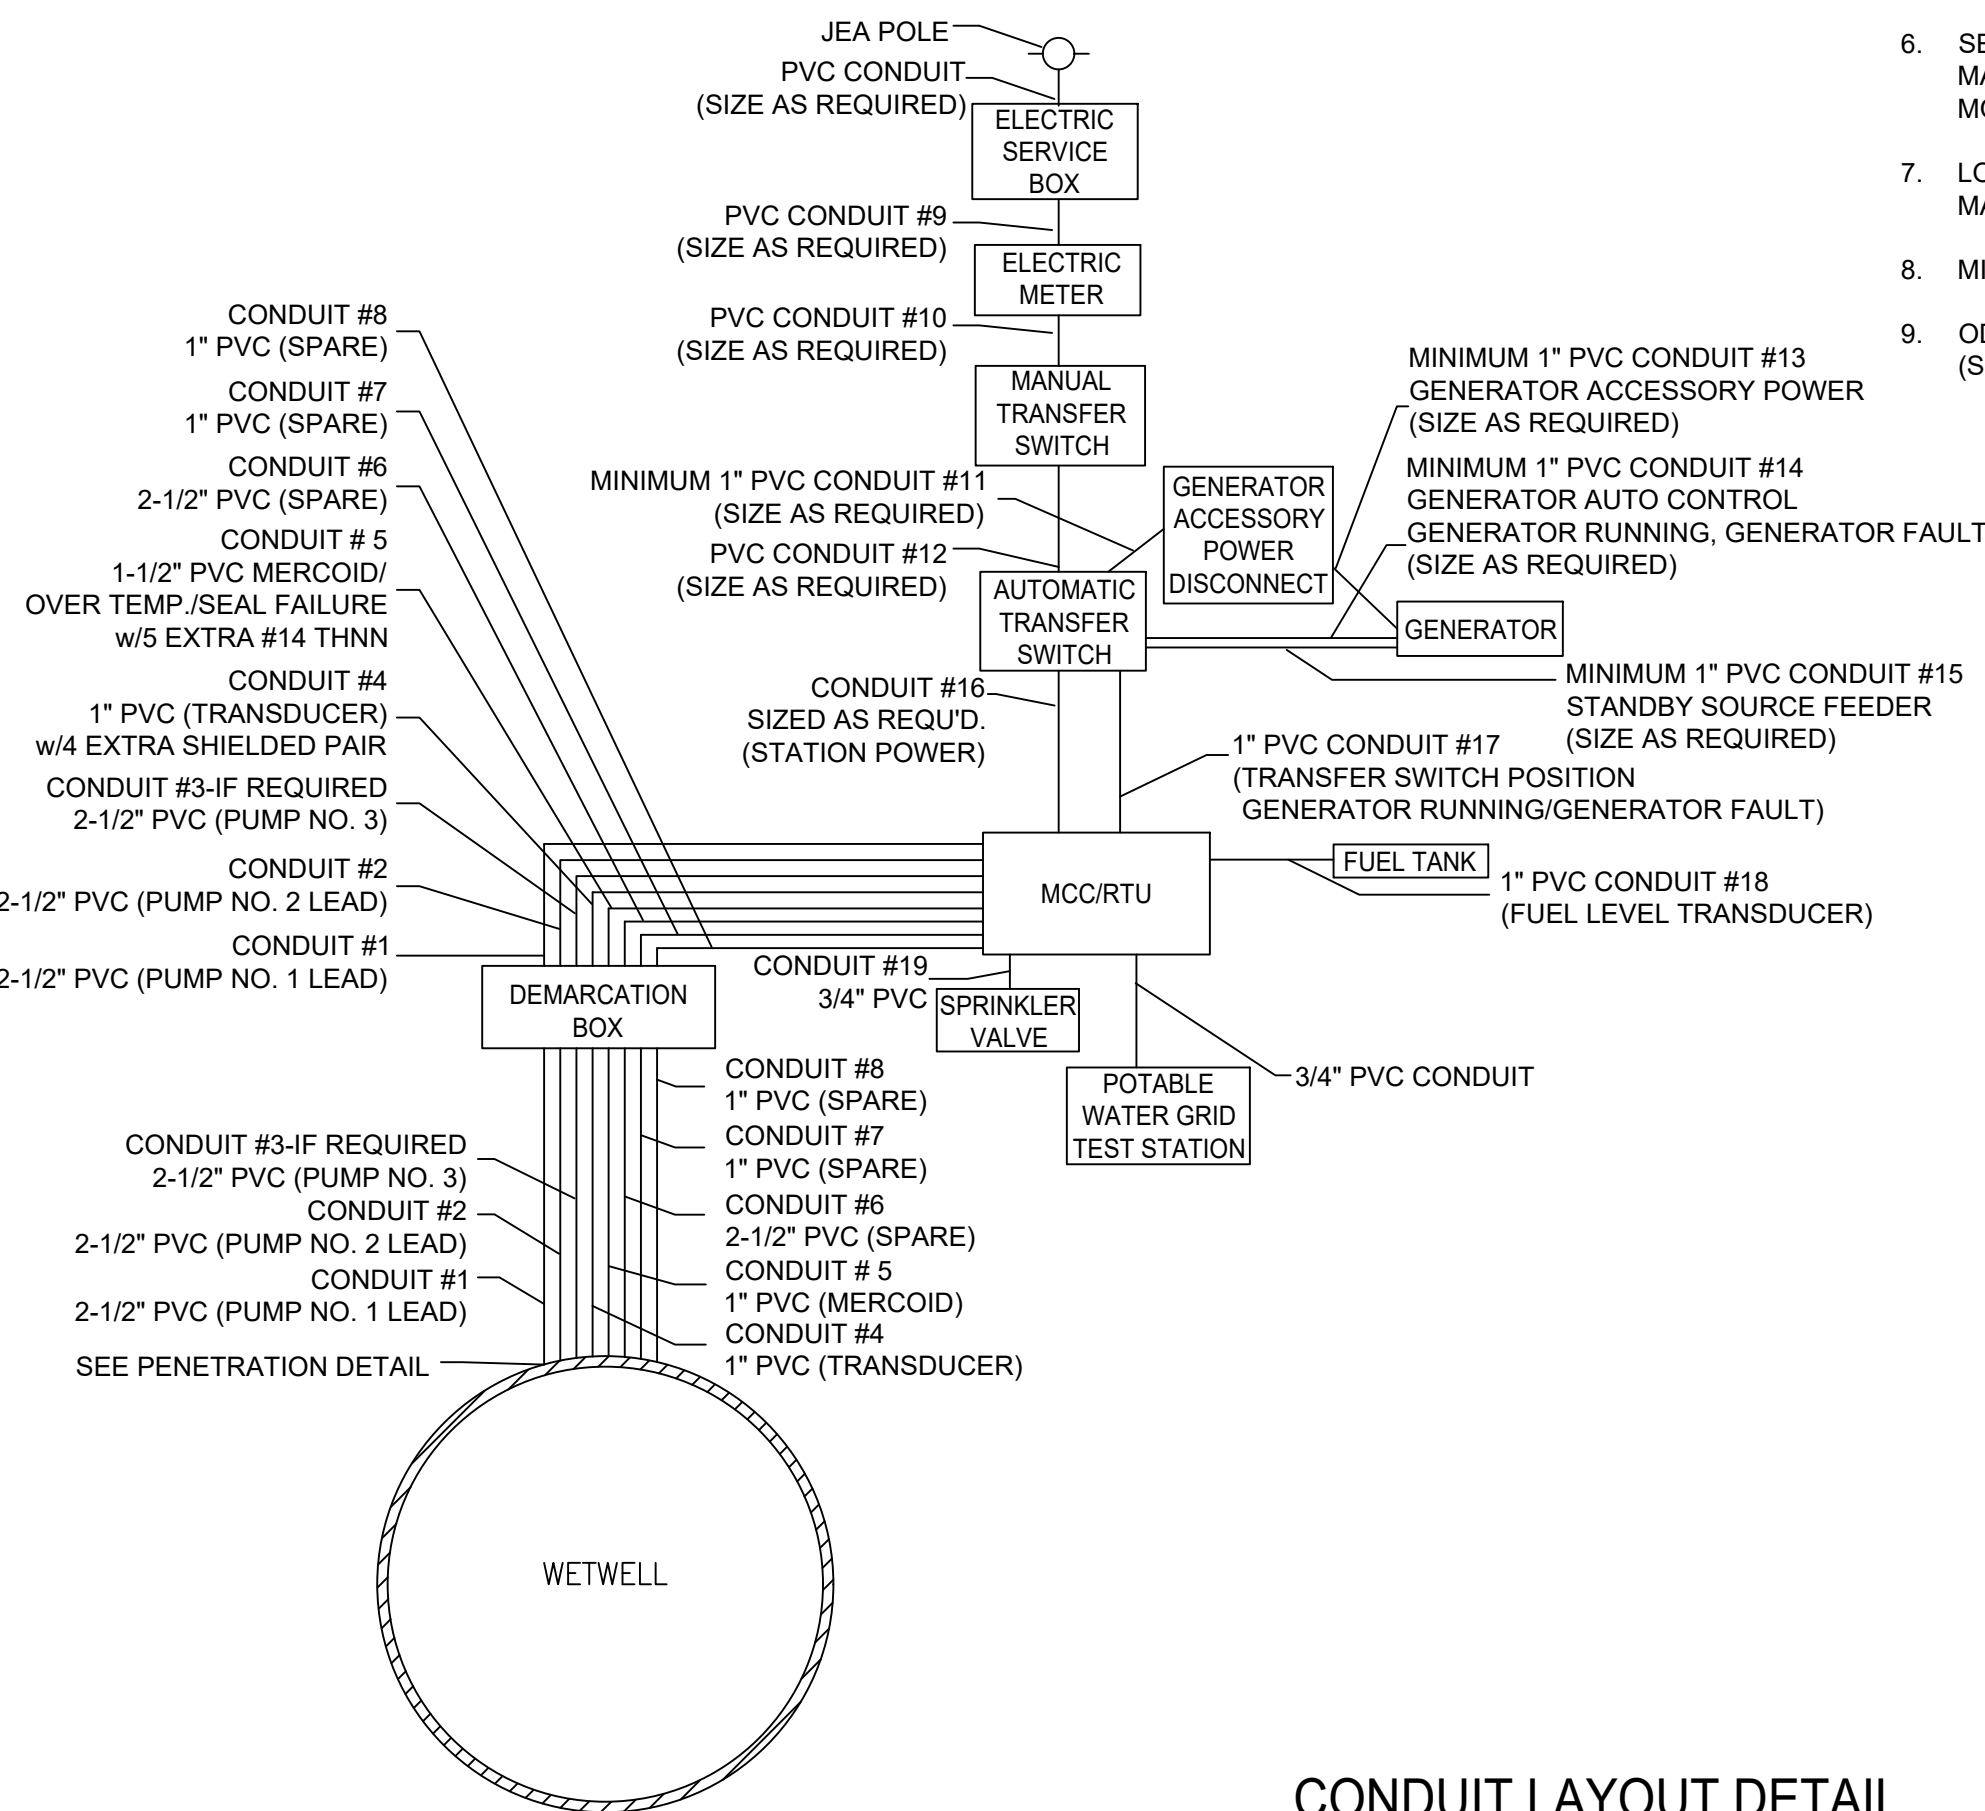 JEA POLE
PVC CONDUIT
(SIZE AS REQUIRED)
ELECTRIC
SERVICE
BOX
PVC CONDUIT #9
(SIZE AS REQUIRED)
ELECTRIC
METER
PVC CONDUIT #10
(SIZE AS REQUIRED)
MANUAL
TRANSFER
SWITCH
MINIMUM 1" PVC CONDUIT #11
(SIZE AS REQUIRED)
PVC CONDUIT #12
(SIZE AS REQUIRED)
GENERATOR
ACCESSORY
POWER
DISCONNECT
AUTOMATIC
TRANSFER
SWITCH
MINIMUM 1" PVC CONDUIT #13
GENERATOR ACCESSORY POWER
(SIZE AS REQUIRED)
MINIMUM 1" PVC CONDUIT #14
GENERATOR AUTO CONTROL
GENERATOR RUNNING, GENERATOR FAULT
(SIZE AS REQUIRED)
GENERATOR
MINIMUM 1" PVC CONDUIT #15
STANDBY SOURCE FEEDER
(SIZE AS REQUIRED)
CONDUIT #16
SIZED AS REQU'D.
(STATION POWER)
1" PVC CONDUIT #17
(TRANSFER SWITCH POSITION
GENERATOR RUNNING/GENERATOR FAULT)
CONDUIT #8
1" PVC (SPARE)
CONDUIT #7
1" PVC (SPARE)
CONDUIT #6
2-1/2" PVC (SPARE)
CONDUIT # 5
1-1/2" PVC MERCOID/
OVER TEMP./SEAL FAILURE
w/5 EXTRA #14 THNN
CONDUIT #4
1" PVC (TRANSDUCER)
w/4 EXTRA SHIELDED PAIR
CONDUIT #3-IF REQUIRED
2-1/2" PVC (PUMP NO. 3)
CONDUIT #2
2-1/2" PVC (PUMP NO. 2 LEAD)
CONDUIT #1
2-1/2" PVC (PUMP NO. 1 LEAD)
MCC/RTU
FUEL TANK
1" PVC CONDUIT #18
(FUEL LEVEL TRANSDUCER)
CONDUIT #19
3/4" PVC
SPRINKLER
VALVE
POTABLE
WATER GRID
TEST STATION
3/4" PVC CONDUIT
DEMARCATION
BOX
CONDUIT #3-IF REQUIRED
2-1/2" PVC (PUMP NO. 3)
CONDUIT #2
2-1/2" PVC (PUMP NO. 2 LEAD)
CONDUIT #1
2-1/2" PVC (PUMP NO. 1 LEAD)
SEE PENETRATION DETAIL
CONDUIT #8
1" PVC (SPARE)
CONDUIT #7
1" PVC (SPARE)
CONDUIT #6
2-1/2" PVC (SPARE)
CONDUIT # 5
1" PVC (MERCOID)
CONDUIT #4
1" PVC (TRANSDUCER)
WETWELL
6.
7.
8.
9.
CONDUIT LAYOUT DETAIL